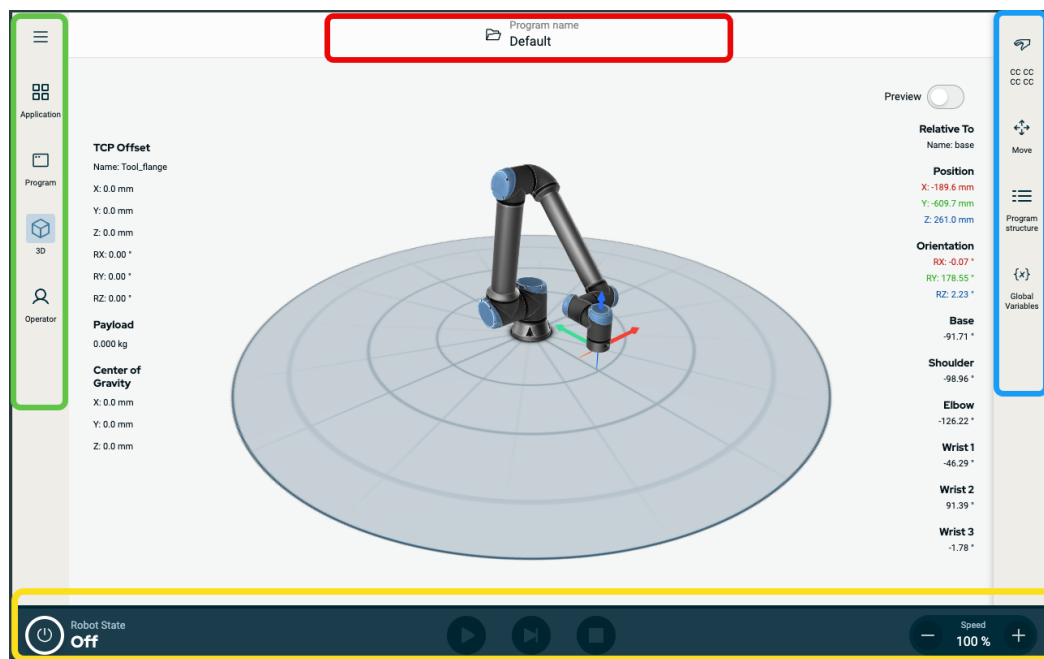 Program name
Default
Application
Program
3D
Operator
TCP Offset
Name: Tool_flange
X: 0.0 mm
Y: 0.0 mm
Z: 0.0 mm
RX: 0.00 °
RY: 0.00 °
RZ: 0.00 °
Payload
0.000 kg
Center of
Gravity
X: 0.0 mm
Y: 0.0 mm
Z: 0.0 mm
Preview
Relative To
Name: base
Position
X: -189.6 mm
Y: -609.7 mm
Z: 261.0 mm
Orientation
RX: -0.07 °
RY: 178.55 °
RZ: 2.23 °
Base
-91.71 °
Shoulder
-98.96 °
Elbow
-126.22 °
Wrist 1
-46.29 °
Wrist 2
91.39 °
Wrist 3
-1.78 °
CC CC
CC CC
Move
Program
structure
{x}
Global
Variables
Robot State
Off
Speed
100 %